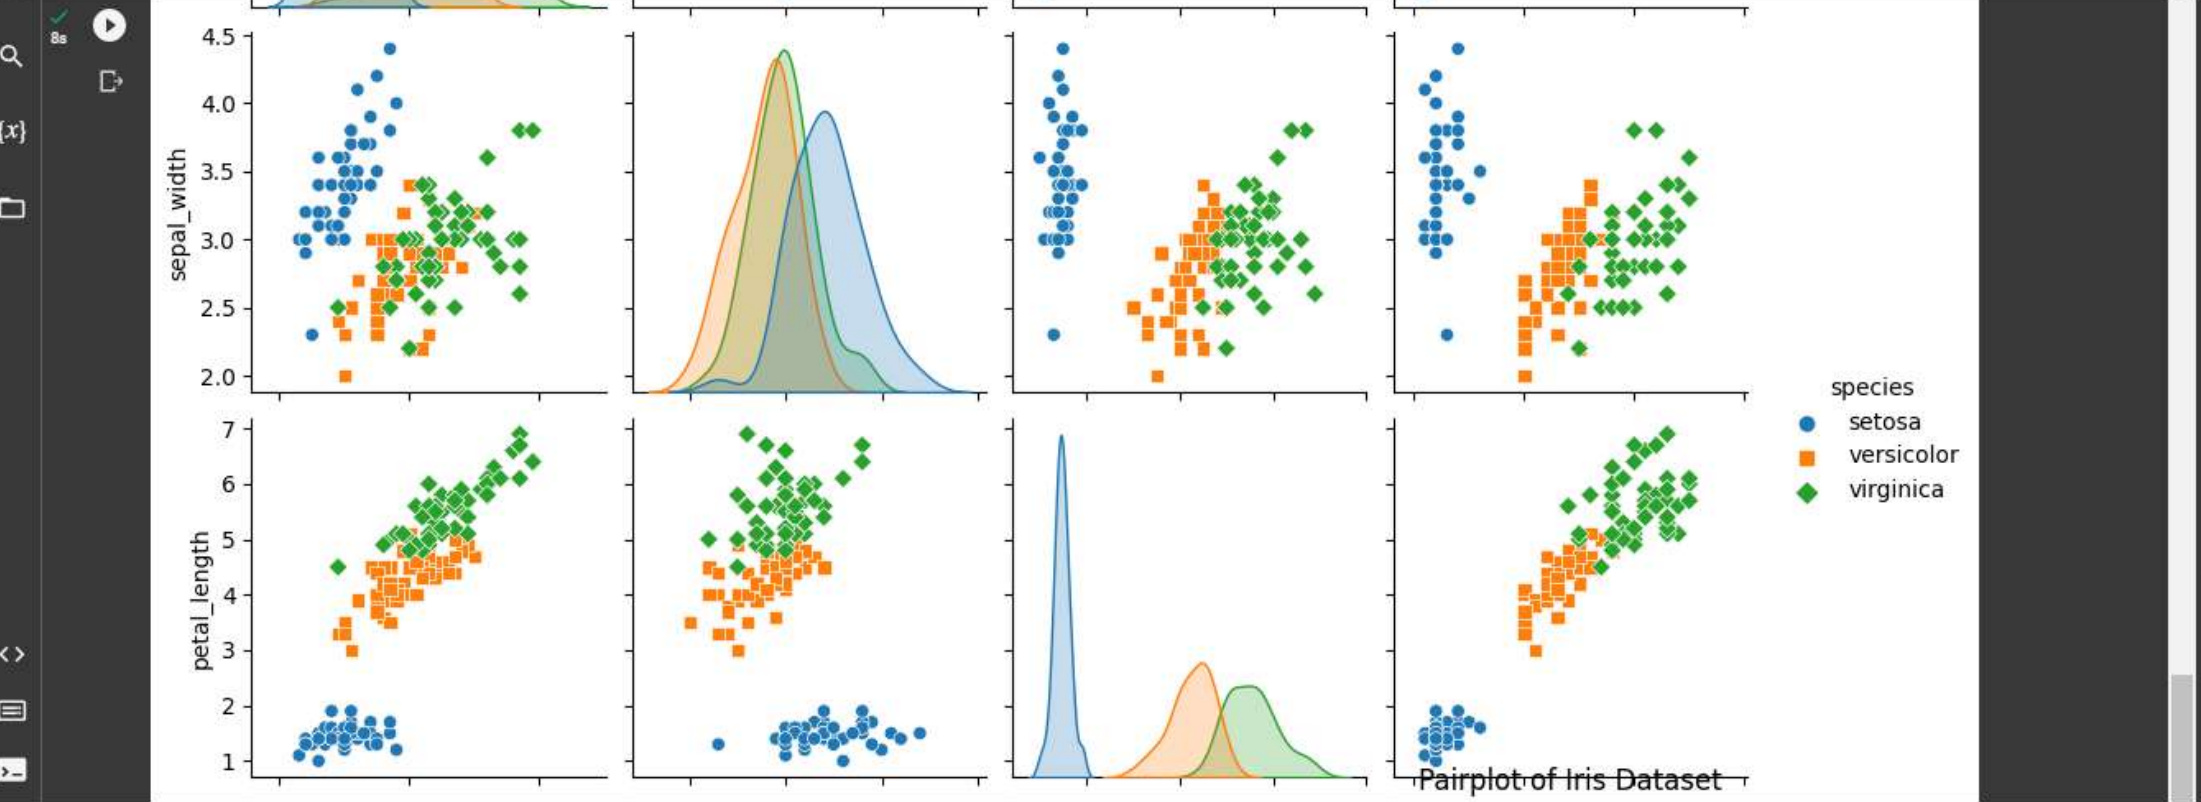 8s
{x}
4.5
4.0
3.5
3.0
2.5
2.0
sepal_width
7
6
5
4
3
2
1
petal_length
species
setosa
versicolor
virginica
Pairplot of Iris Dataset